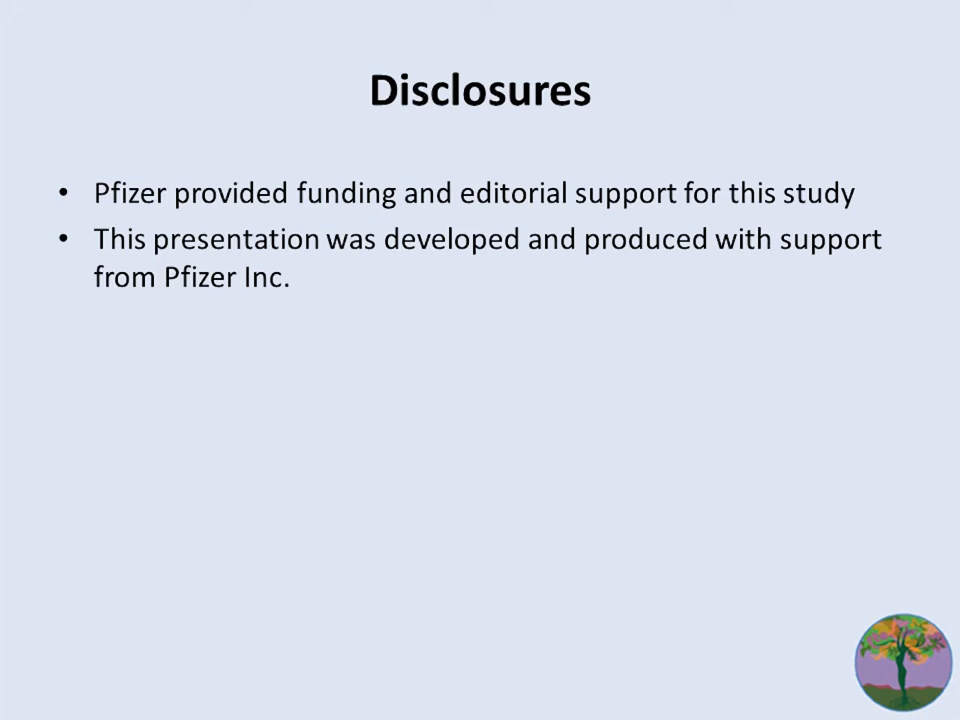 Disclosures
• Pfizer provided funding and editorial support for this study
• This presentation was developed and produced with support
from Pfizer Inc.